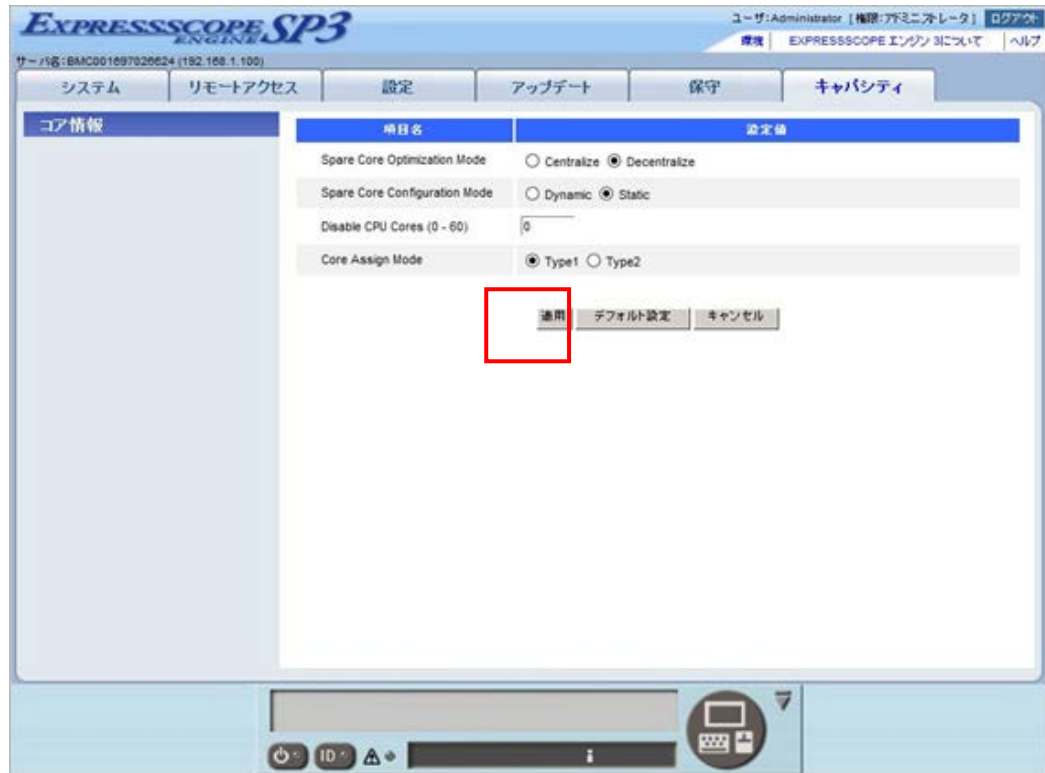 EXPRESSSCOPE ENGINE SP3
ユーザ:Administrator [権限:アドミニストレータ] ログアウト
環境 EXPRESSSCOPE エンジン 3について ヘルプ
サーバ名:BMC001697026624 (192.168.1.100)
システム リモートアクセス 設定 アップデート 保守 キャパシティ
コア情報
項目名 設定値
Spare Core Optimization Mode Centralize Decentralize
Spare Core Configuration Mode Dynamic Static
Disable CPU Cores (0 - 60) 0
Core Assign Mode Type1 Type2
適用 デフォルト設定 キャンセル
ID